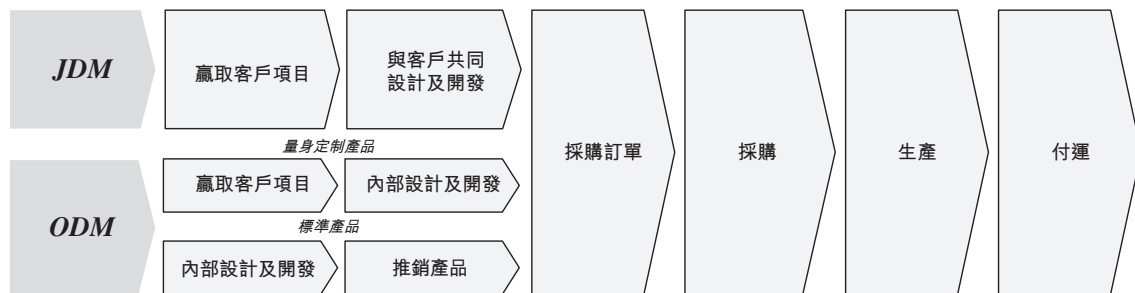 JDM
贏取客戶項目
與客戶共同
設計及開發
量身定制產品
ODM
贏取客戶項目
內部設計及開發
標準產品
內部設計及開發
推銷產品
採購訂單
採購
生產
付運